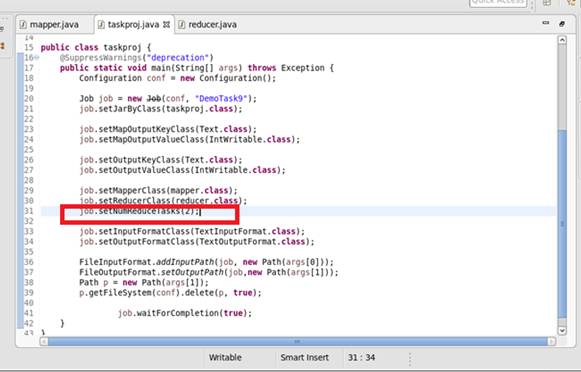 Quick Access
mapper.java
taskproj.java
reducer.java
14
15 public class taskproj {
16 @SuppressWarnings("deprecation")
17 public static void main(String[] args) throws Exception {
18 Configuration conf = new Configuration();
19
20 Job job = new Job(conf, "DemoTask9");
21 job.setJarByClass(taskproj.class);
22
23 job.setMapOutputKeyClass(Text.class);
24 job.setMapOutputValueClass(IntWritable.class);
25
26 job.setOutputKeyClass(Text.class);
27 job.setOutputValueClass(IntWritable.class);
28
29 job.setMapperClass(mapper.class);
30 job.setReducerClass(reducer.class);
31 job.setNumReduceTasks(2);
32
33 job.setInputFormatClass(TextInputFormat.class);
34 job.setOutputFormatClass(TextOutputFormat.class);
35
36 FileInputFormat.addInputPath(job, new Path(args[0]));
37 FileOutputFormat.setOutputPath(job,new Path(args[1]));
38 Path p = new Path(args[1]);
39 p.getFileSystem(conf).delete(p, true);
40
41 job.waitForCompletion(true);
42 }
43 }
Writable
Smart Insert
31 : 34